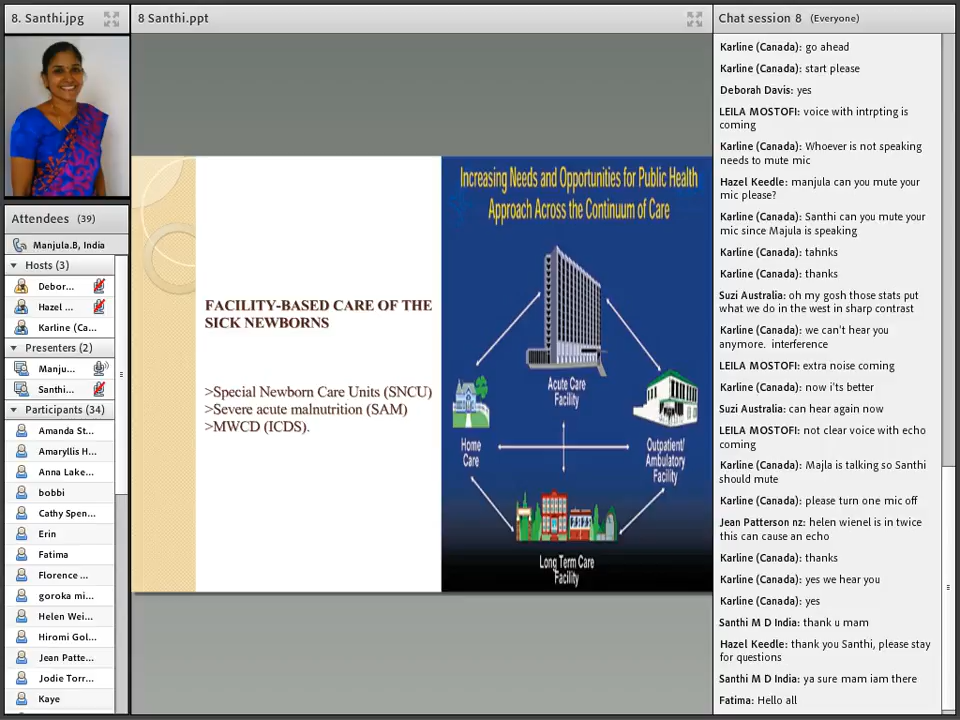 8. Santhi.jpg
8 Santhi.ppt
Chat session 8 (Everyone)
Attendees (39)
Manjula.B, India
Hosts (3)
Debor...
Hazel ...
Karline (Ca...
Presenters (2)
Manju...
Santhi...
Participants (34)
Amanda St...
Amaryllis H...
Anna Lake...
bobbi
Cathy Spen...
Erin
Fatima
Florence ...
goroka mi...
Helen Wei...
Hiromi Gol...
Jean Patte...
Jodie Torr...
Kaye
FACILITY-BASED CARE OF THE
SICK NEWBORNS
>Special Newborn Care Units (SNCU)
>Severe acute malnutrition (SAM)
>MWCD (ICDS).
Increasing Needs and Opportunities for Public Health
Approach Across the Continuum of Care
Acute Care
Facility
Home
Care
Outpatient/
Ambulatory
Facility
Long Term Care
Facility
Karline (Canada): go ahead
Karline (Canada): start please
Deborah Davis: yes
LEILA MOSTOFI: voice with intrpting is
coming
Karline (Canada): Whoever is not speaking
needs to mute mic
Hazel Keedle: manjula can you mute your
mic please?
Karline (Canada): Santhi can you mute your
mic since Majula is speaking
Karline (Canada): tahnks
Karline (Canada): thanks
Suzi Australia: oh my gosh those stats put
what we do in the west in sharp contrast
Karline (Canada): we can't hear you
anymore. interference
LEILA MOSTOFI: extra noise coming
Karline (Canada): now i'ts better
Suzi Australia: can hear again now
LEILA MOSTOFI: not clear voice with echo
coming
Karline (Canada): Majla is talking so Santhi
should mute
Karline (Canada): please turn one mic off
Jean Patterson nz: helen wienel is in twice
this can cause an echo
Karline (Canada): thanks
Karline (Canada): yes we hear you
Karline (Canada): yes
Santhi M D India: thank u mam
Hazel Keedle: thank you Santhi, please stay
for questions
Santhi M D India: ya sure mam iam there
Fatima: Hello all